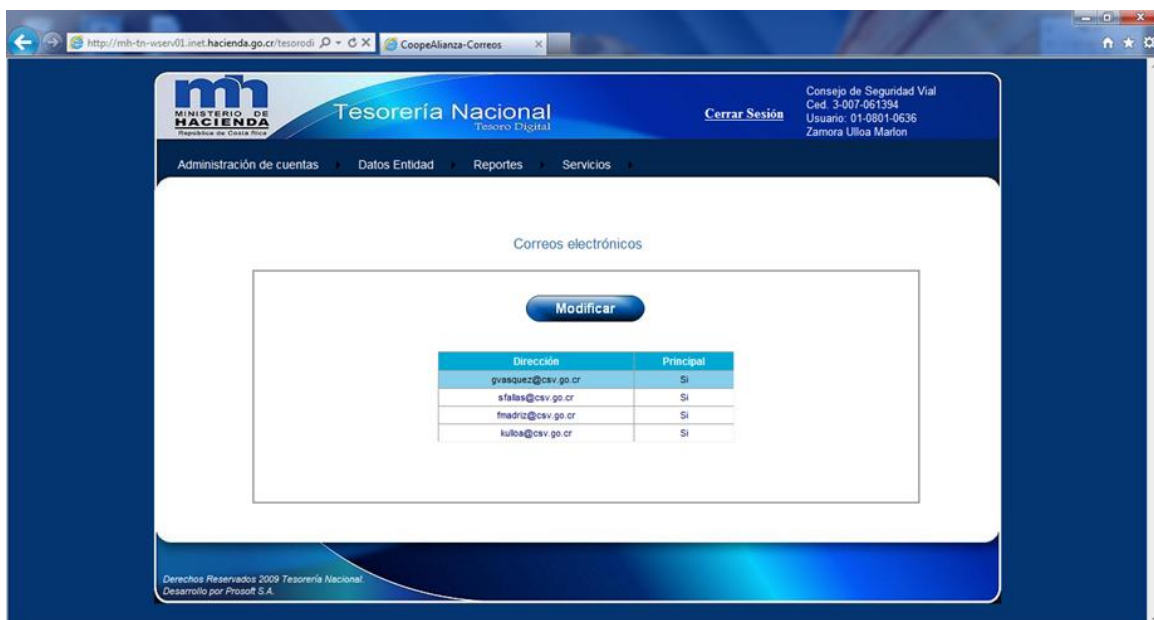 http://mh-tn-wserv01.inet.hacienda.go.cr/tesorodi
CoopeAlianza-Correos
mh
MINISTERIO DE
HACIENDA
República de Costa Rica
Tesorería Nacional
Tesoro Digital
Cerrar Sesión
Consejo de Seguridad Vial
Ced. 3-007-061394
Usuario: 01-0801-0636
Zamora Ulloa Marlon
Administración de cuentas Datos Entidad Reportes Servicios
Correos electrónicos
Modificar
Dirección Principal
gvasquez@csv.go.cr Si
sfallas@csv.go.cr Si
fmadriz@csv.go.cr Si
kulloa@csv.go.cr Si
Derechos Reservados 2009 Tesorería Nacional.
Desarrollo por Prosoft S.A.